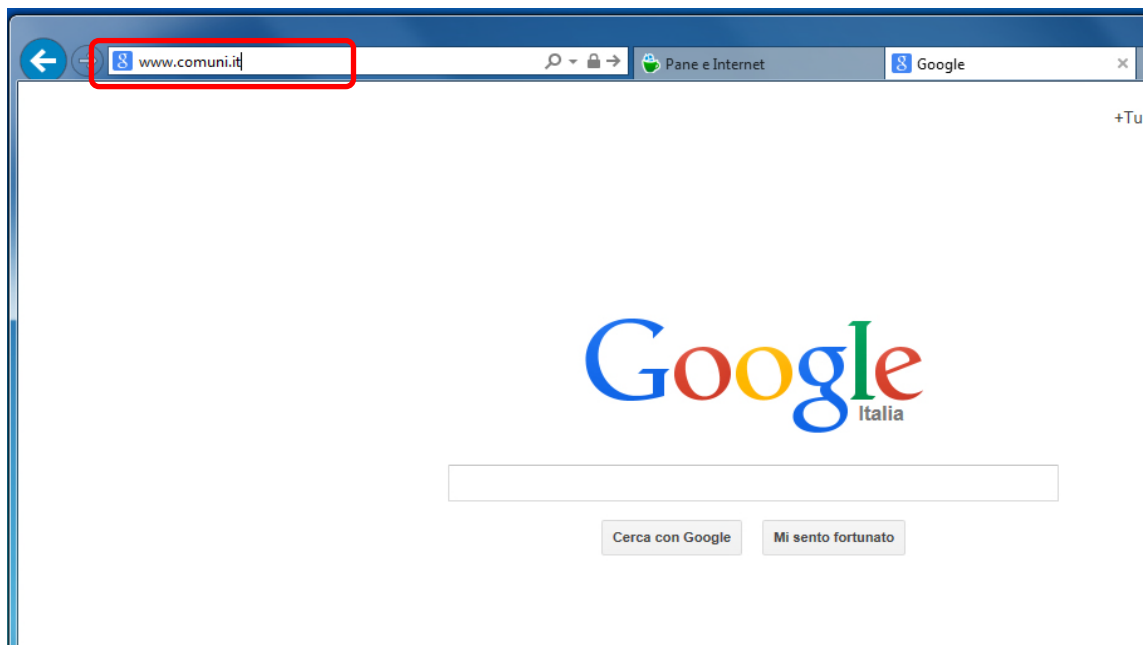 www.comuni.it
Pane e Internet
Google
+Tu
Google
Italia
Cerca con Google
Mi sento fortunato